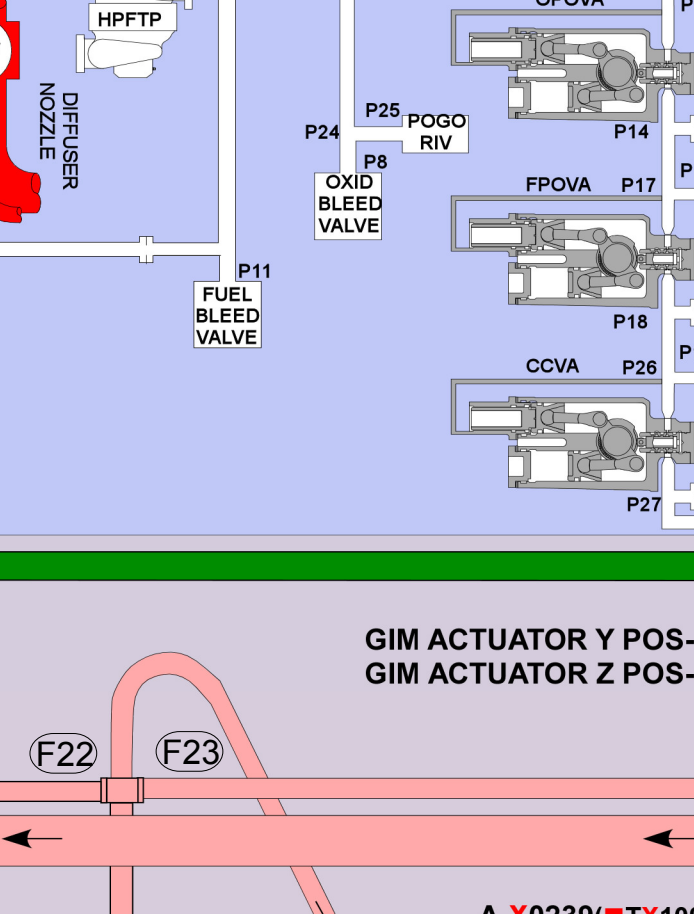 OPOVA
HPFTP
DIFFUSER
NOZZLE
P25
P24
POGO
RIV
P14
P8
OXID
BLEED
VALVE
FPOVA
P17
P11
FUEL
BLEED
VALVE
P18
CCVA
P26
P27
GIM ACTUATOR Y POS-
GIM ACTUATOR Z POS-
F22
F23